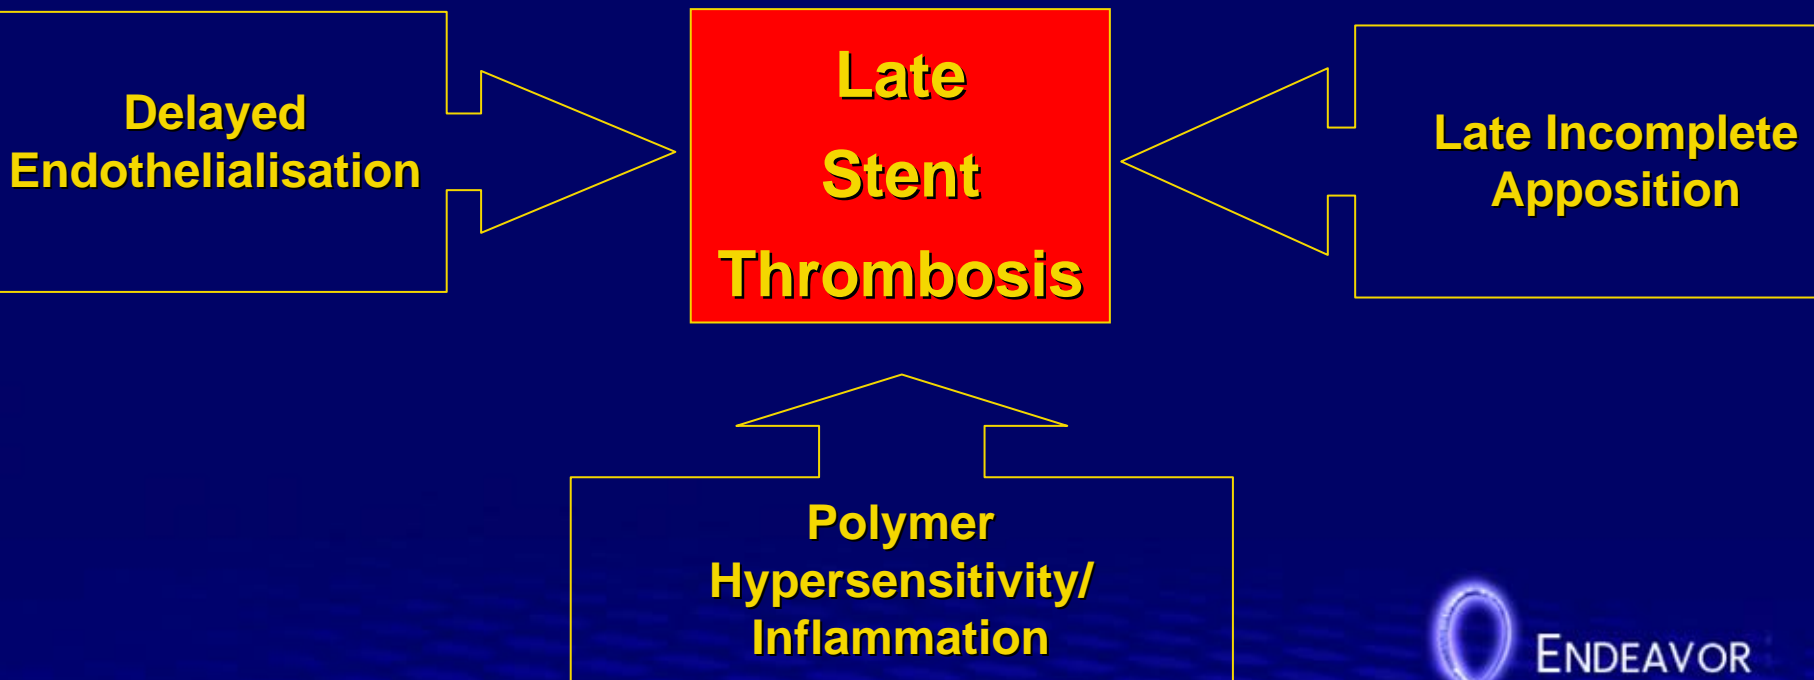 Delayed
Endothelialisation
Late
Stent
Thrombosis
Late Incomplete
Apposition
Polymer
Hypersensitivity/
Inflammation
ENDEAVOR